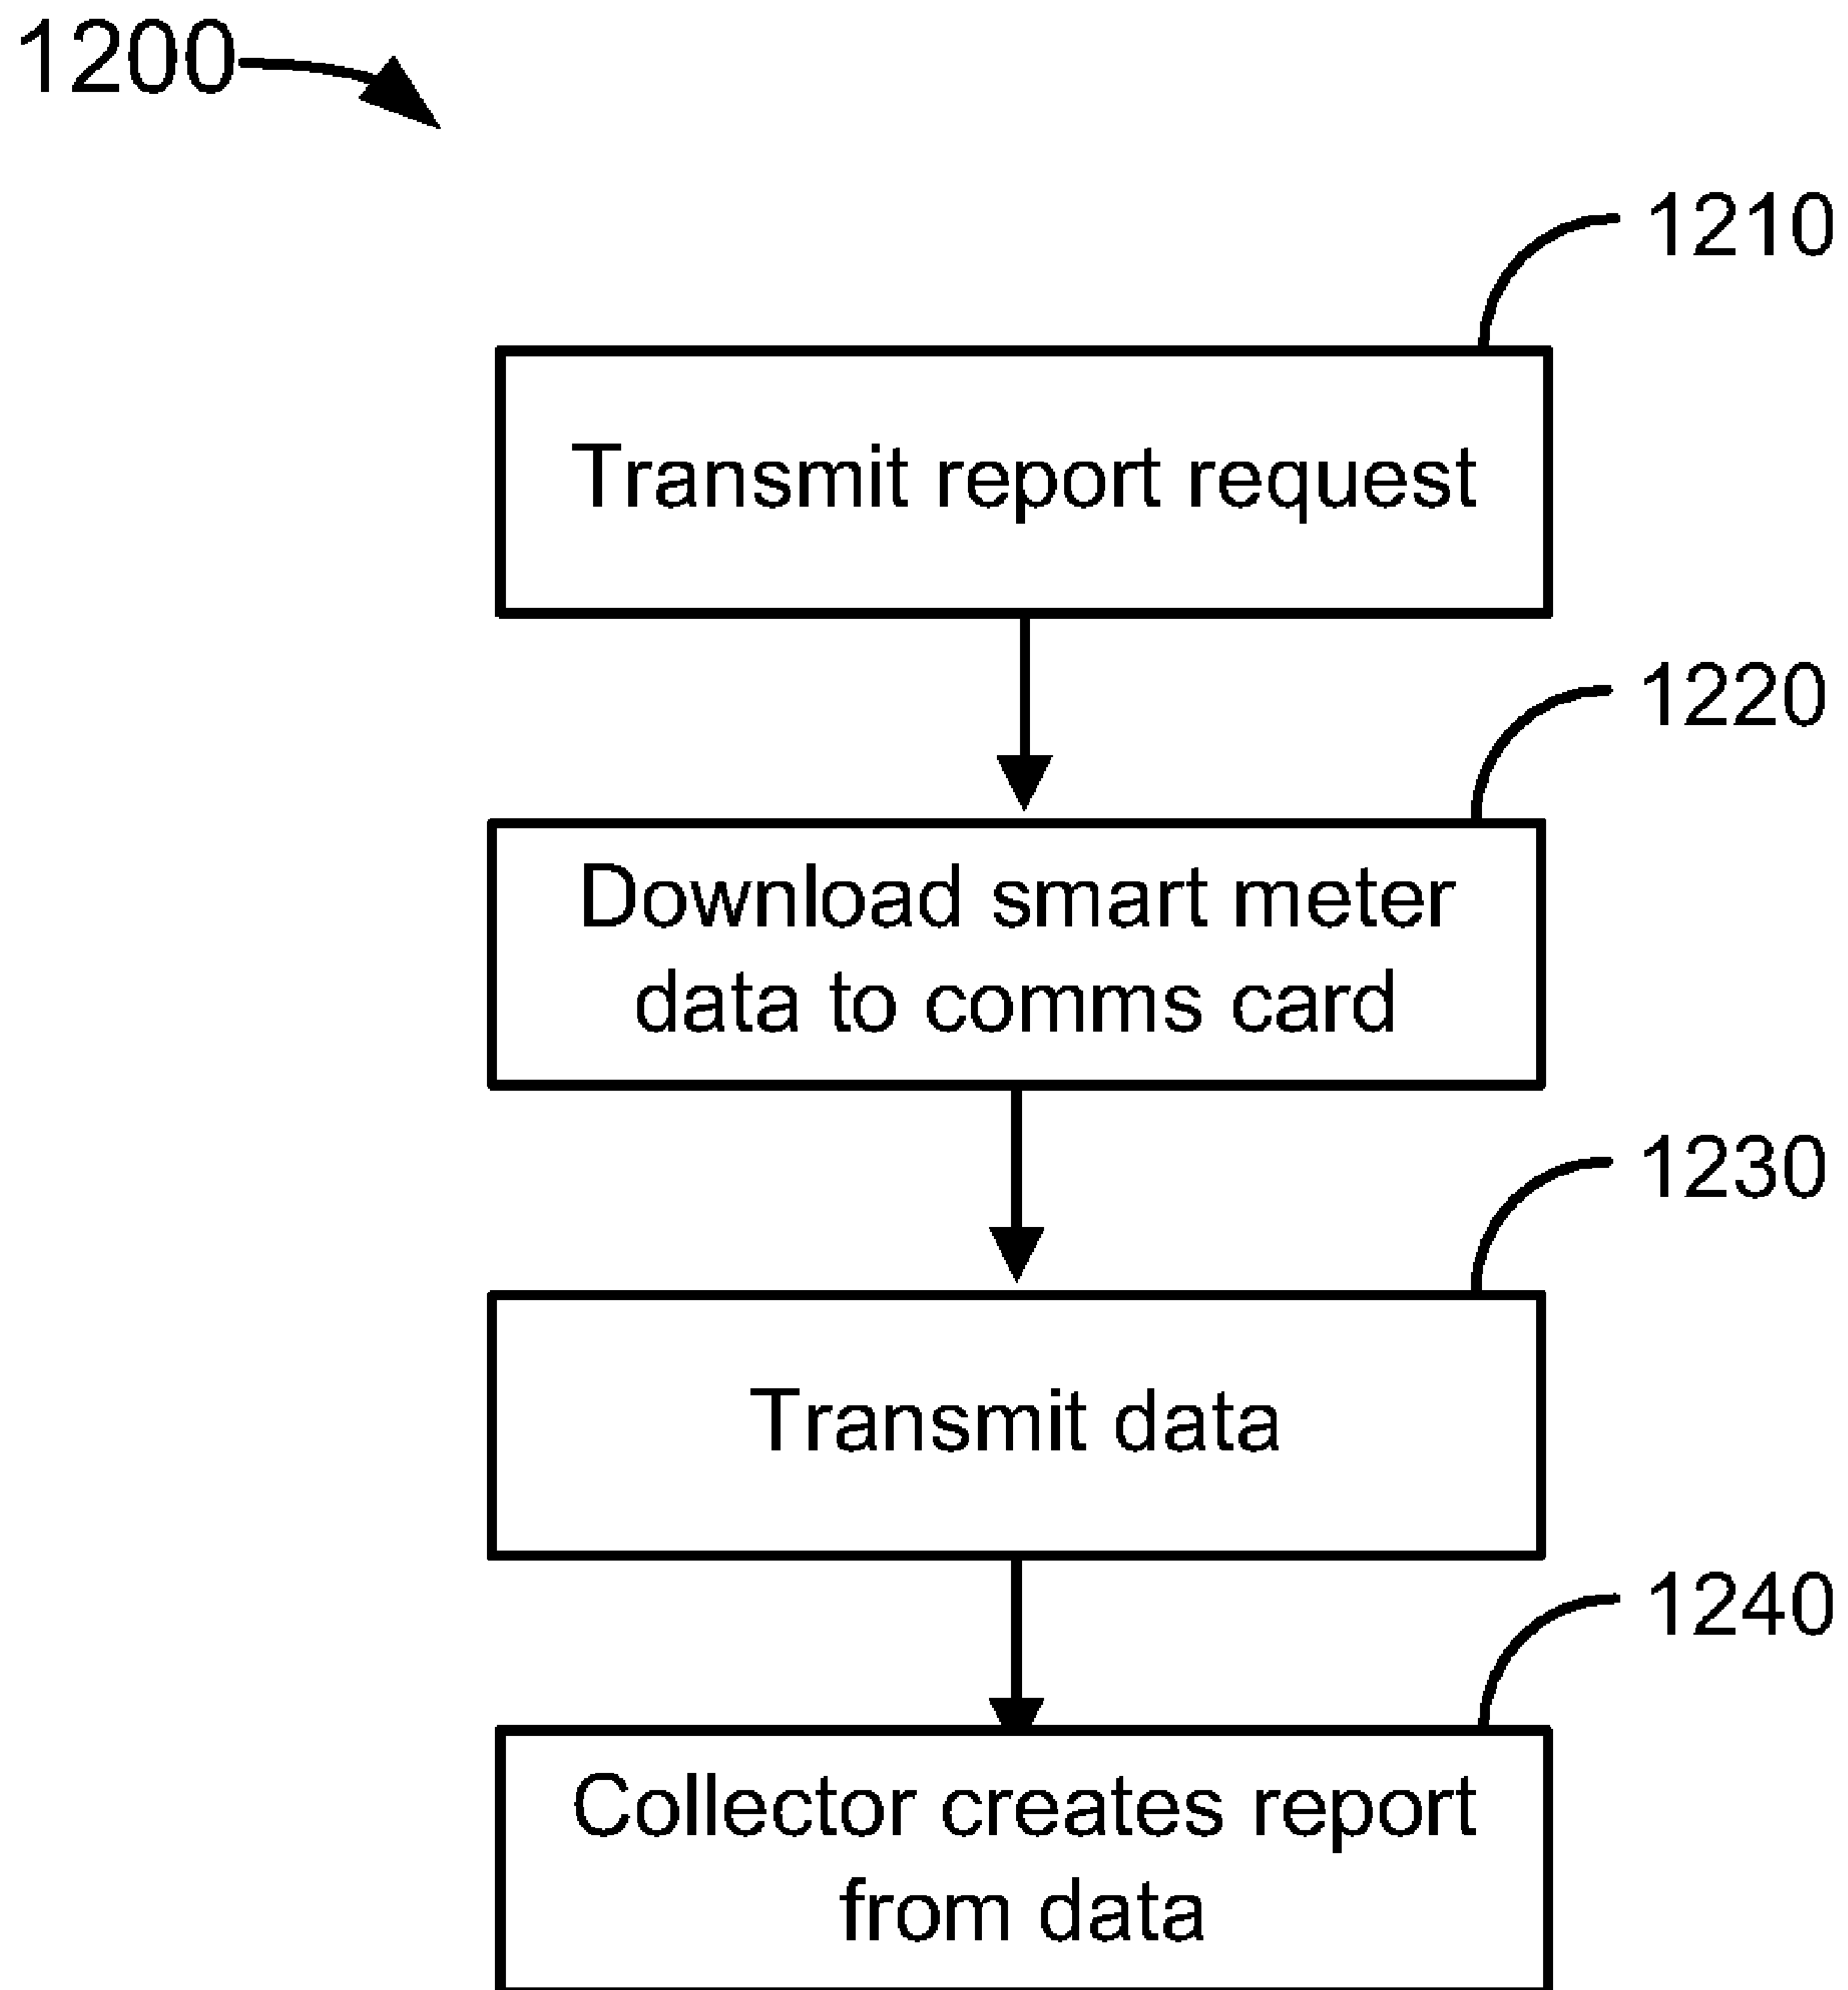 1200
1210
Transmit report request
1220
Download smart meter
data to comms card
1230
Transmit data
1240
Collector creates report
from data